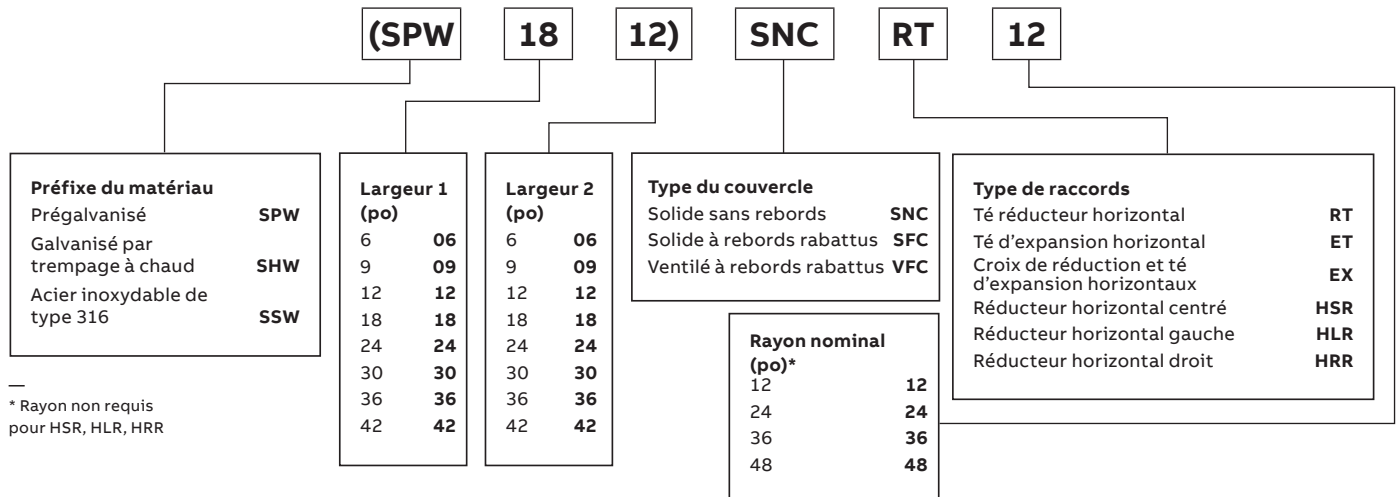 (SPW 18 12) SNC RT 12
Préfixe du matériau
Prégalvanisé SPW
Galvanisé par
trempage à chaud SHW
Acier inoxydable de
type 316 SSW
—
* Rayon non requis
pour HSR, HLR, HRR
Largeur 1
(po)
6 06
9 09
12 12
18 18
24 24
30 30
36 36
42 42
Largeur 2
(po)
6 06
9 09
12 12
18 18
24 24
30 30
36 36
42 42
Type du couvercle
Solide sans rebords SNC
Solide à rebords rabattus SFC
Ventilé à rebords rabattus VFC
Rayon nominal
(po)*
12 12
24 24
36 36
48 48
Type de raccords
Té réducteur horizontal RT
Té d'expansion horizontal ET
Croix de réduction et té
d'expansion horizontaux EX
Réducteur horizontal centré HSR
Réducteur horizontal gauche HLR
Réducteur horizontal droit HRR